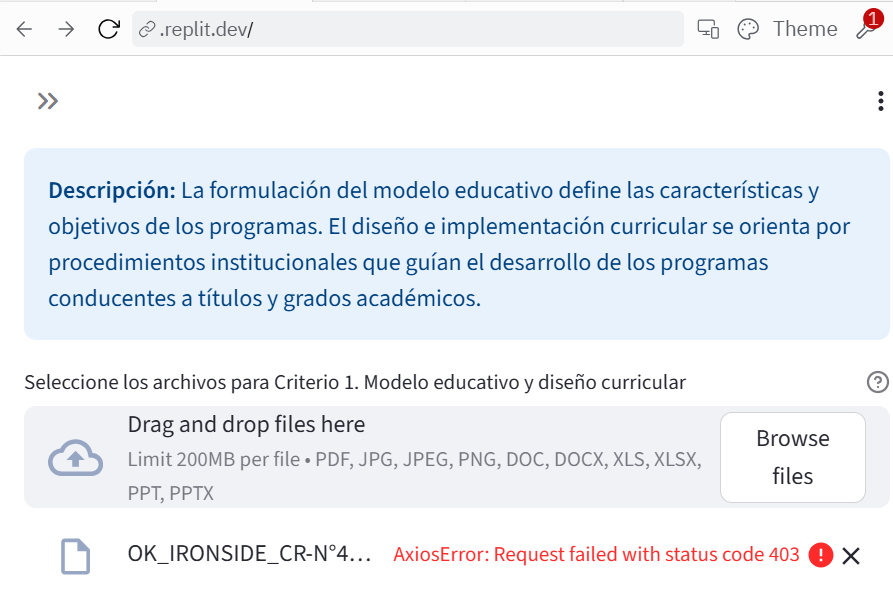 .replit.dev/
Theme
1
Descripción: La formulación del modelo educativo define las características y
objetivos de los programas. El diseño e implementación curricular se orienta por
procedimientos institucionales que guían el desarrollo de los programas
conducentes a títulos y grados académicos.
Seleccione los archivos para Criterio 1. Modelo educativo y diseño curricular
Drag and drop files here
Limit 200MB per file • PDF, JPG, JPEG, PNG, DOC, DOCX, XLS, XLSX,
PPT, PPTX
Browse
files
OK_IRONSIDE_CR-N°4... AxiosError: Request failed with status code 403